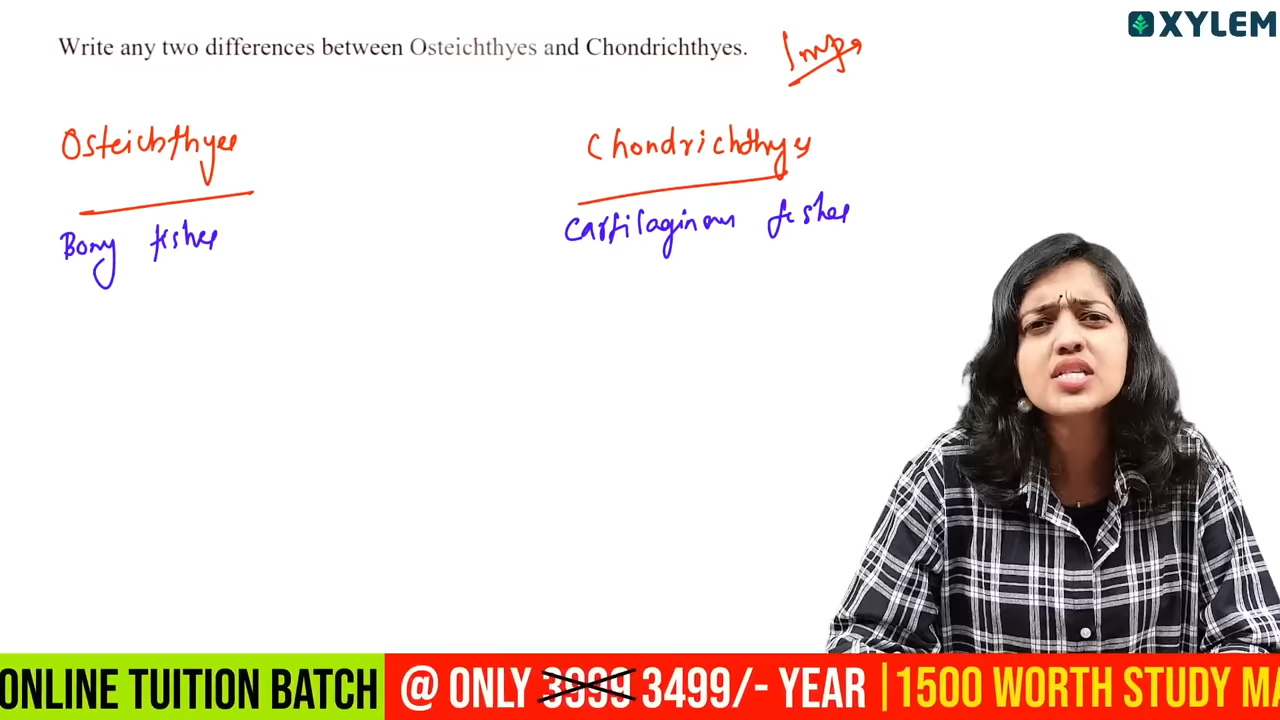 XYLEM
Write any two differences between Osteichthyes and Chondrichthyes.
Imp
Osteichthyes
Chondrichthyes
Bony fishes
Cartilaginous fishes
ONLINE TUITION BATCH @ ONLY 3999 3499/- YEAR | 1500 WORTH STUDY MA